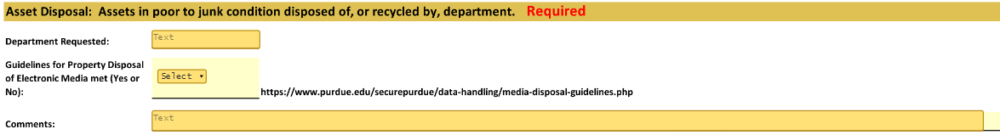 Asset Disposal:  Assets in poor to junk condition disposed of, or recycled by, department.   Required
Department Requested:
Text
Guidelines for Property Disposal
of Electronic Media met (Yes or
No):
Select
https://www.purdue.edu/securepurdue/data-handling/media-disposal-guidelines.php
Comments:
Text